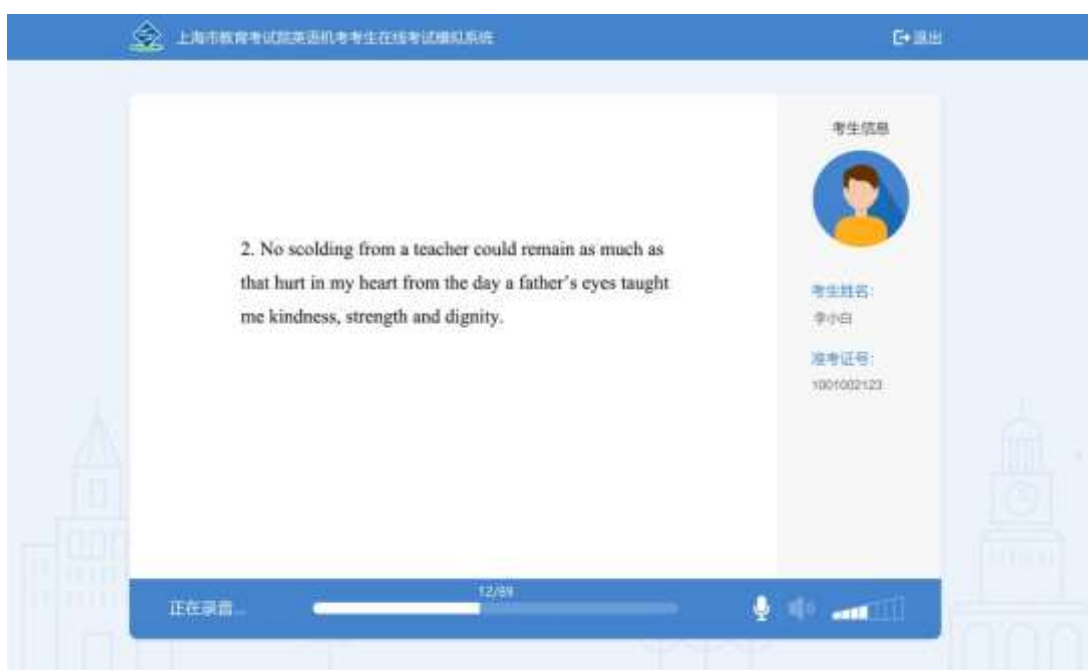 上海市教育考试院英语机考考生在线考试模拟系统
退出
考生信息
2. No scolding from a teacher could remain as much as
that hurt in my heart from the day a father's eyes taught
me kindness, strength and dignity.
考生姓名:
李小白
准考证号:
1001002123
12/89
正在录音...